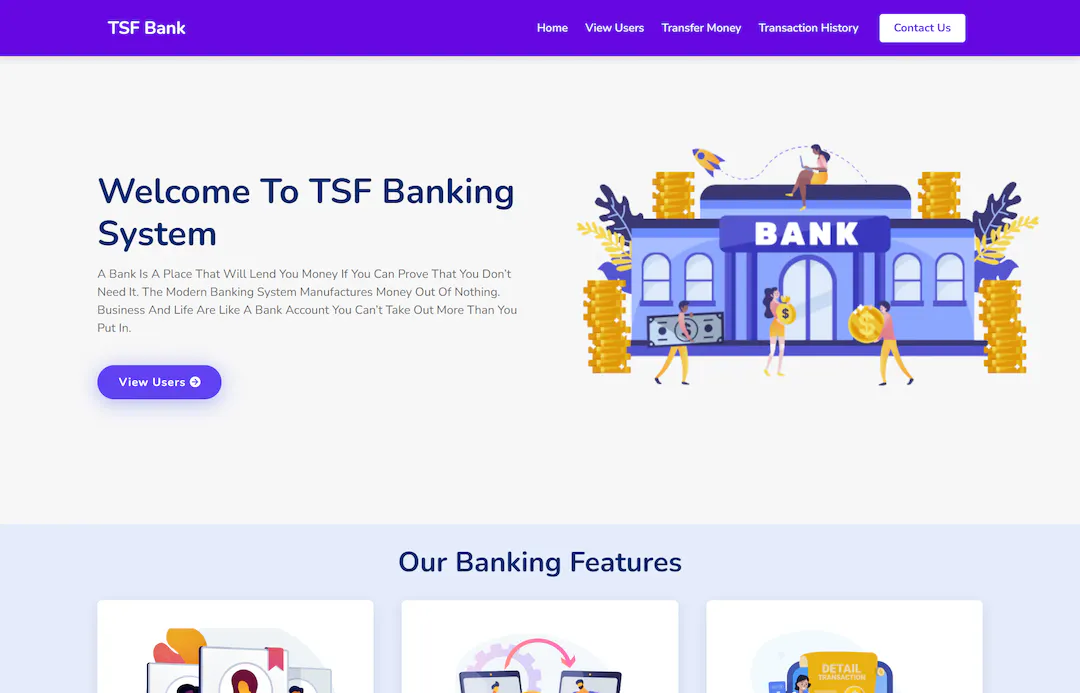 TSF Bank
Home
View Users
Transfer Money
Transaction History
Contact Us
Welcome To TSF Banking
System
A Bank Is A Place That Will Lend You Money If You Can Prove That You Don't
Need It. The Modern Banking System Manufactures Money Out Of Nothing.
Business And Life Are Like A Bank Account You Can't Take Out More Than You
Put In.
View Users
BANK
$
$
$
Our Banking Features
DETAIL
TRANSACTION